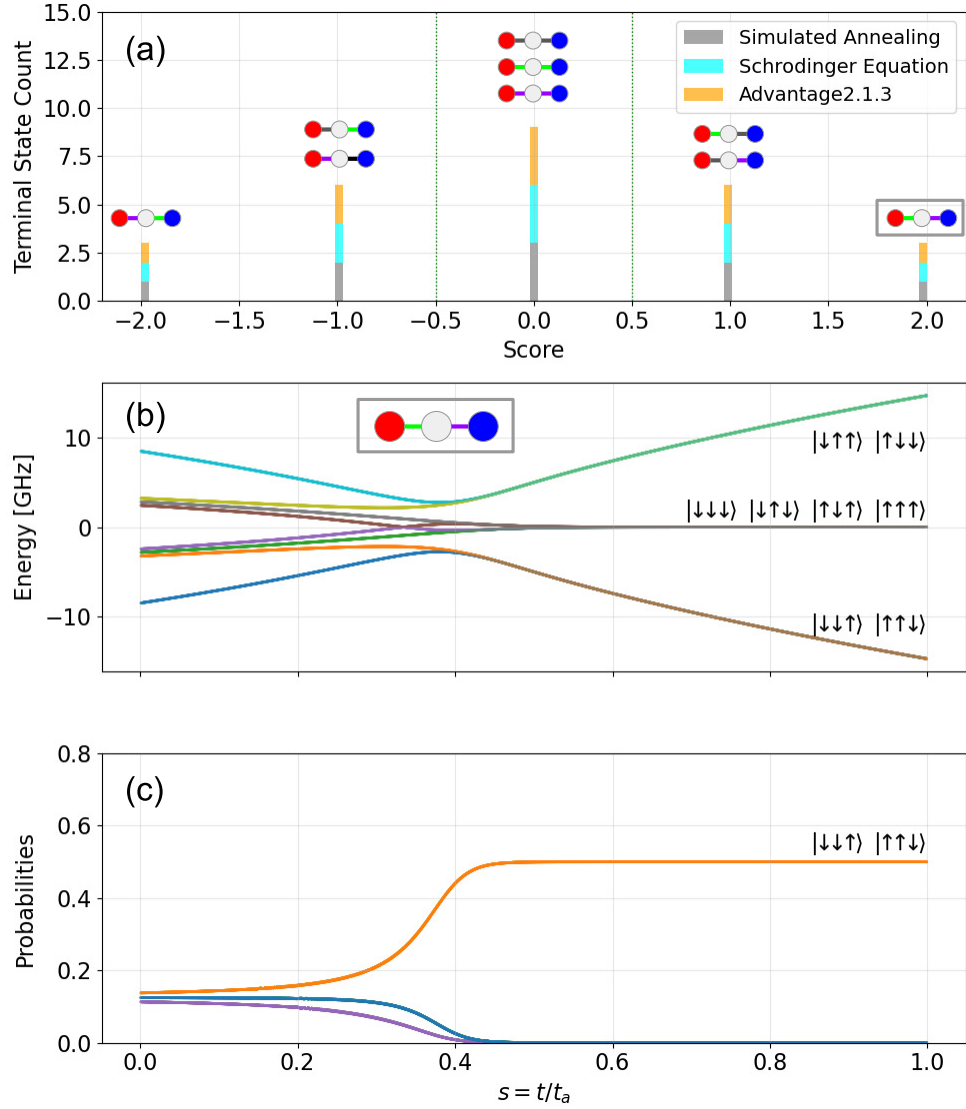 (a)
Simulated Annealing
Schrodinger Equation
Advantage2.1.3
Terminal State Count
15.0
12.5
10.0
7.5
5.0
2.5
0.0
−2.0 −1.5 −1.0 −0.5 0.0 0.5 1.0 1.5 2.0
Score
(b)
Energy [GHz]
10
0
−10
|↓↑↑⟩ |↑↓↓⟩
|↓↓↓⟩ |↓↑↓⟩ |↑↓↑⟩ |↑↑↑⟩
|↓↓↑⟩ |↑↑↓⟩
(c)
Probabilities
0.8
0.6
0.4
0.2
0.0
|↓↓↑⟩ |↑↑↓⟩
0.0 0.2 0.4 0.6 0.8 1.0
s = t/tₐ